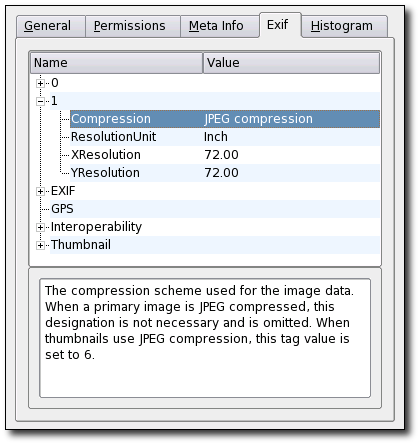 General Permissions Meta Info Exif Histogram
Name Value
0
1
Compression JPEG compression
ResolutionUnit Inch
XResolution 72.00
YResolution 72.00
EXIF
GPS
Interoperability
Thumbnail
The compression scheme used for the image data.
When a primary image is JPEG compressed, this
designation is not necessary and is omitted. When
thumbnails use JPEG compression, this tag value is
set to 6.